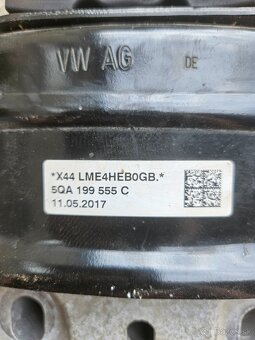 VW AG DE
*X44 LME4HEB0GB.*
5QA 199 555 C
11.05.2017